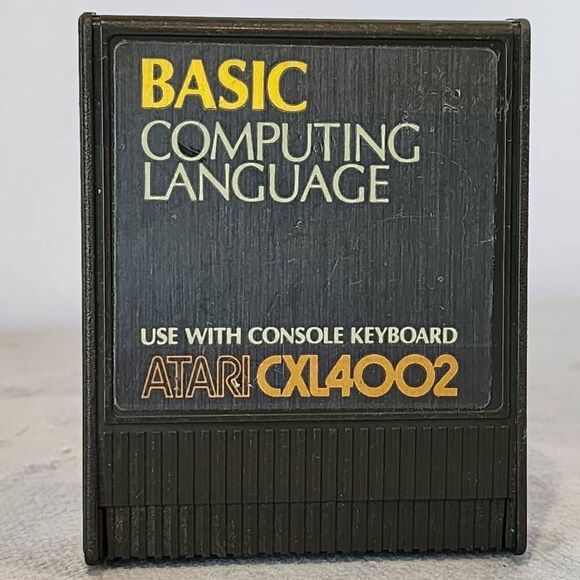 BASIC
COMPUTING
LANGUAGE
USE WITH CONSOLE KEYBOARD
ATARI CXL4002